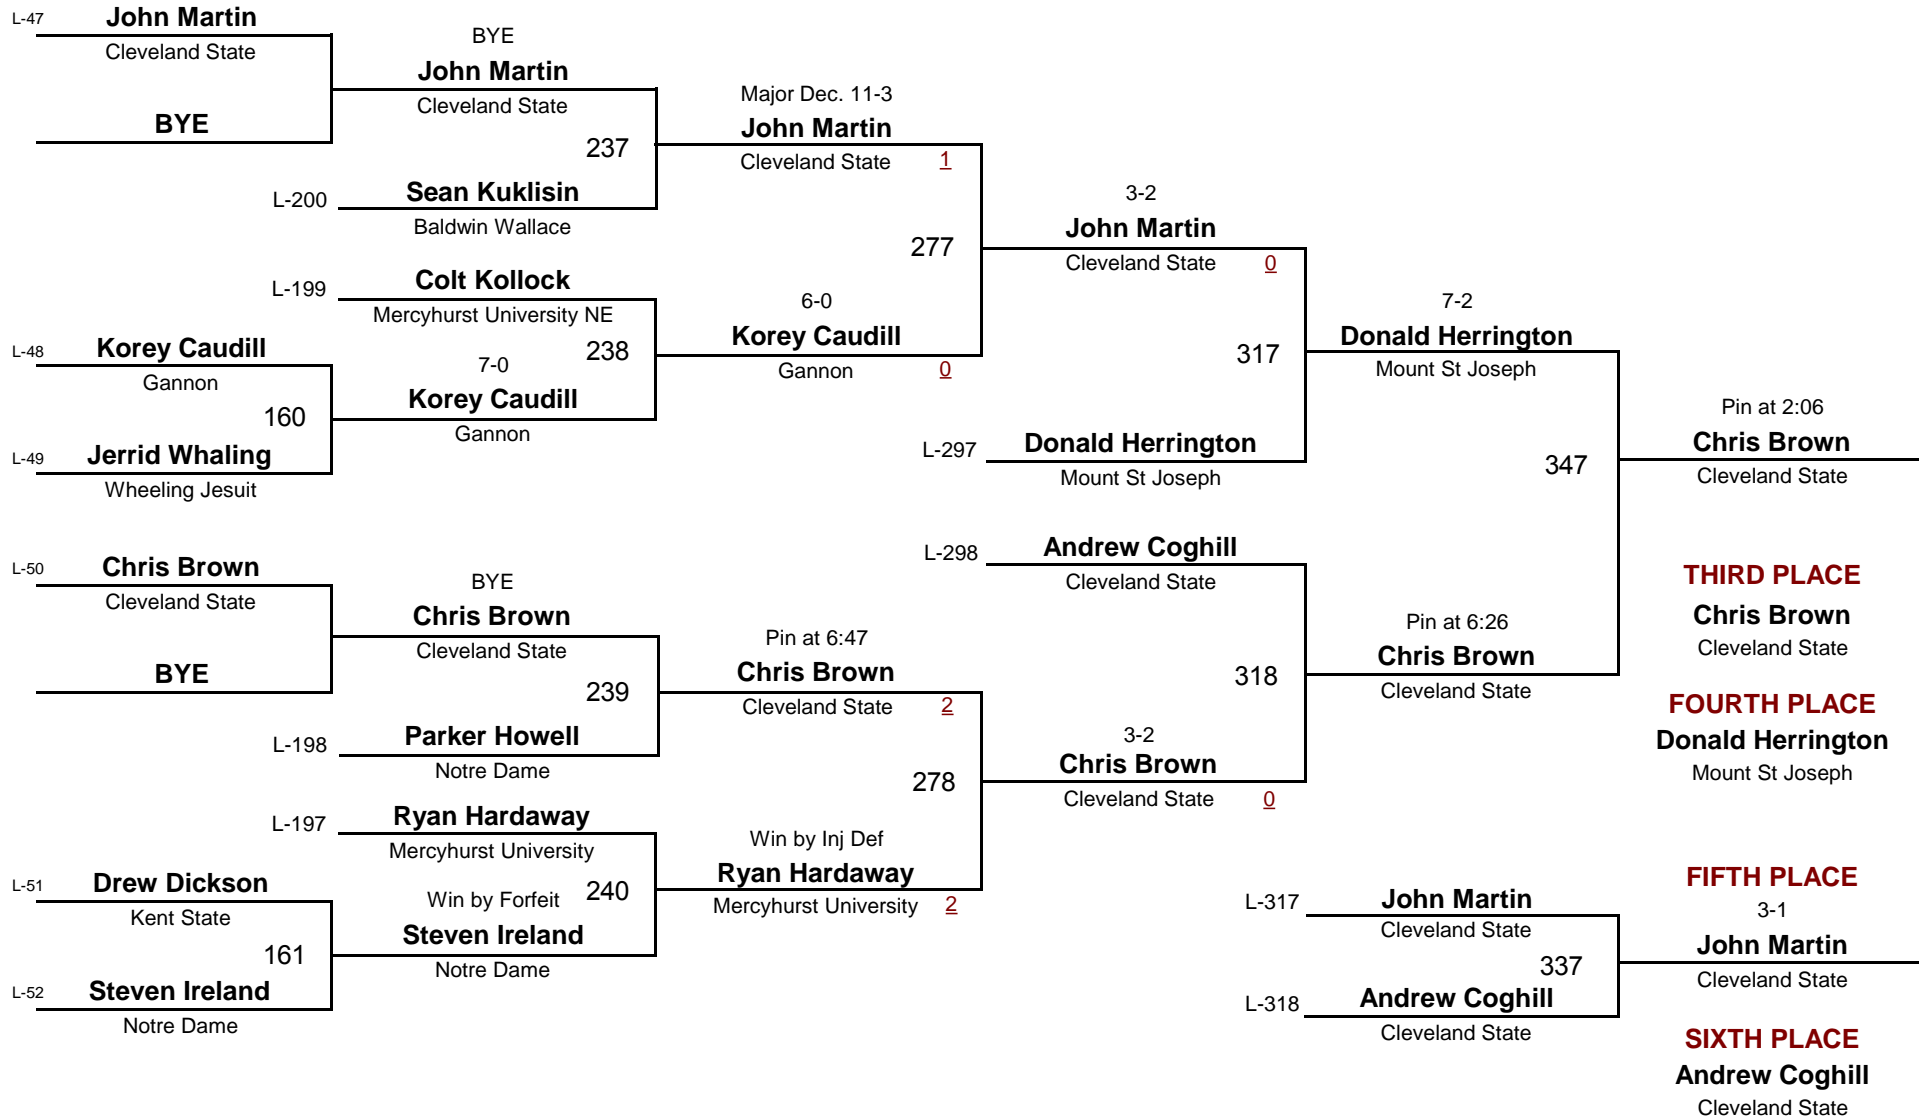 L-47
John Martin
Cleveland State
BYE
BYE
John Martin
Cleveland State
237
L-200
Sean Kuklisin
Baldwin Wallace
Major Dec. 11-3
John Martin
Cleveland State
1
L-199
Colt Kollock
Mercyhurst University NE
L-48
Korey Caudill
Gannon
160
L-49
Jerrid Whaling
Wheeling Jesuit
7-0
238
Korey Caudill
Gannon
6-0
Korey Caudill
Gannon
0
277
3-2
John Martin
Cleveland State
0
317
L-297
Donald Herrington
Mount St Joseph
7-2
Donald Herrington
Mount St Joseph
347
Pin at 2:06
Chris Brown
Cleveland State
L-50
Chris Brown
Cleveland State
BYE
BYE
Chris Brown
Cleveland State
239
L-198
Parker Howell
Notre Dame
Pin at 6:47
Chris Brown
Cleveland State
2
L-197
Ryan Hardaway
Mercyhurst University
L-51
Drew Dickson
Kent State
161
L-52
Steven Ireland
Notre Dame
Win by Forfeit
240
Steven Ireland
Notre Dame
Win by Inj Def
Ryan Hardaway
Mercyhurst University
2
278
L-298
Andrew Coghill
Cleveland State
318
3-2
Chris Brown
Cleveland State
0
Pin at 6:26
Chris Brown
Cleveland State
THIRD PLACE
Chris Brown
Cleveland State
FOURTH PLACE
Donald Herrington
Mount St Joseph
L-317
John Martin
Cleveland State
337
L-318
Andrew Coghill
Cleveland State
FIFTH PLACE
3-1
John Martin
Cleveland State
SIXTH PLACE
Andrew Coghill
Cleveland State